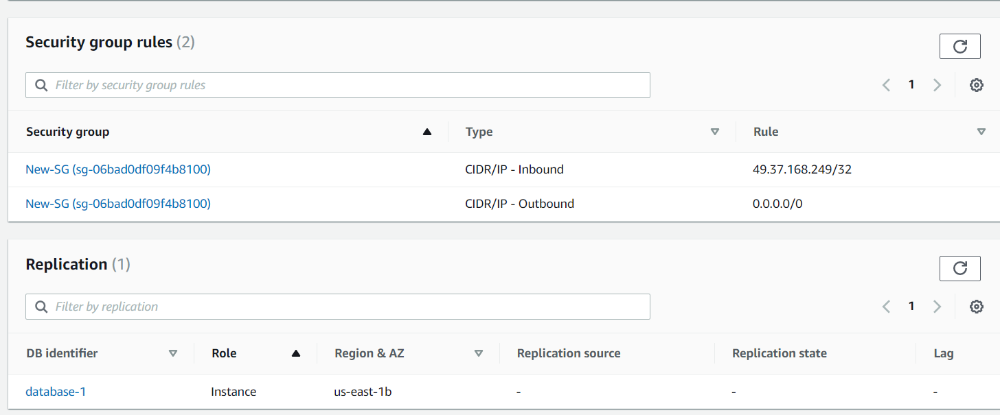 Security group rules (2)
Filter by security group rules
1
Security group Type Rule
New-SG (sg-06bad0df09f4b8100) CIDR/IP - Inbound 49.37.168.249/32
New-SG (sg-06bad0df09f4b8100) CIDR/IP - Outbound 0.0.0.0/0
Replication (1)
Filter by replication
1
DB identifier Role Region & AZ Replication source Replication state Lag
database-1 Instance us-east-1b - - -